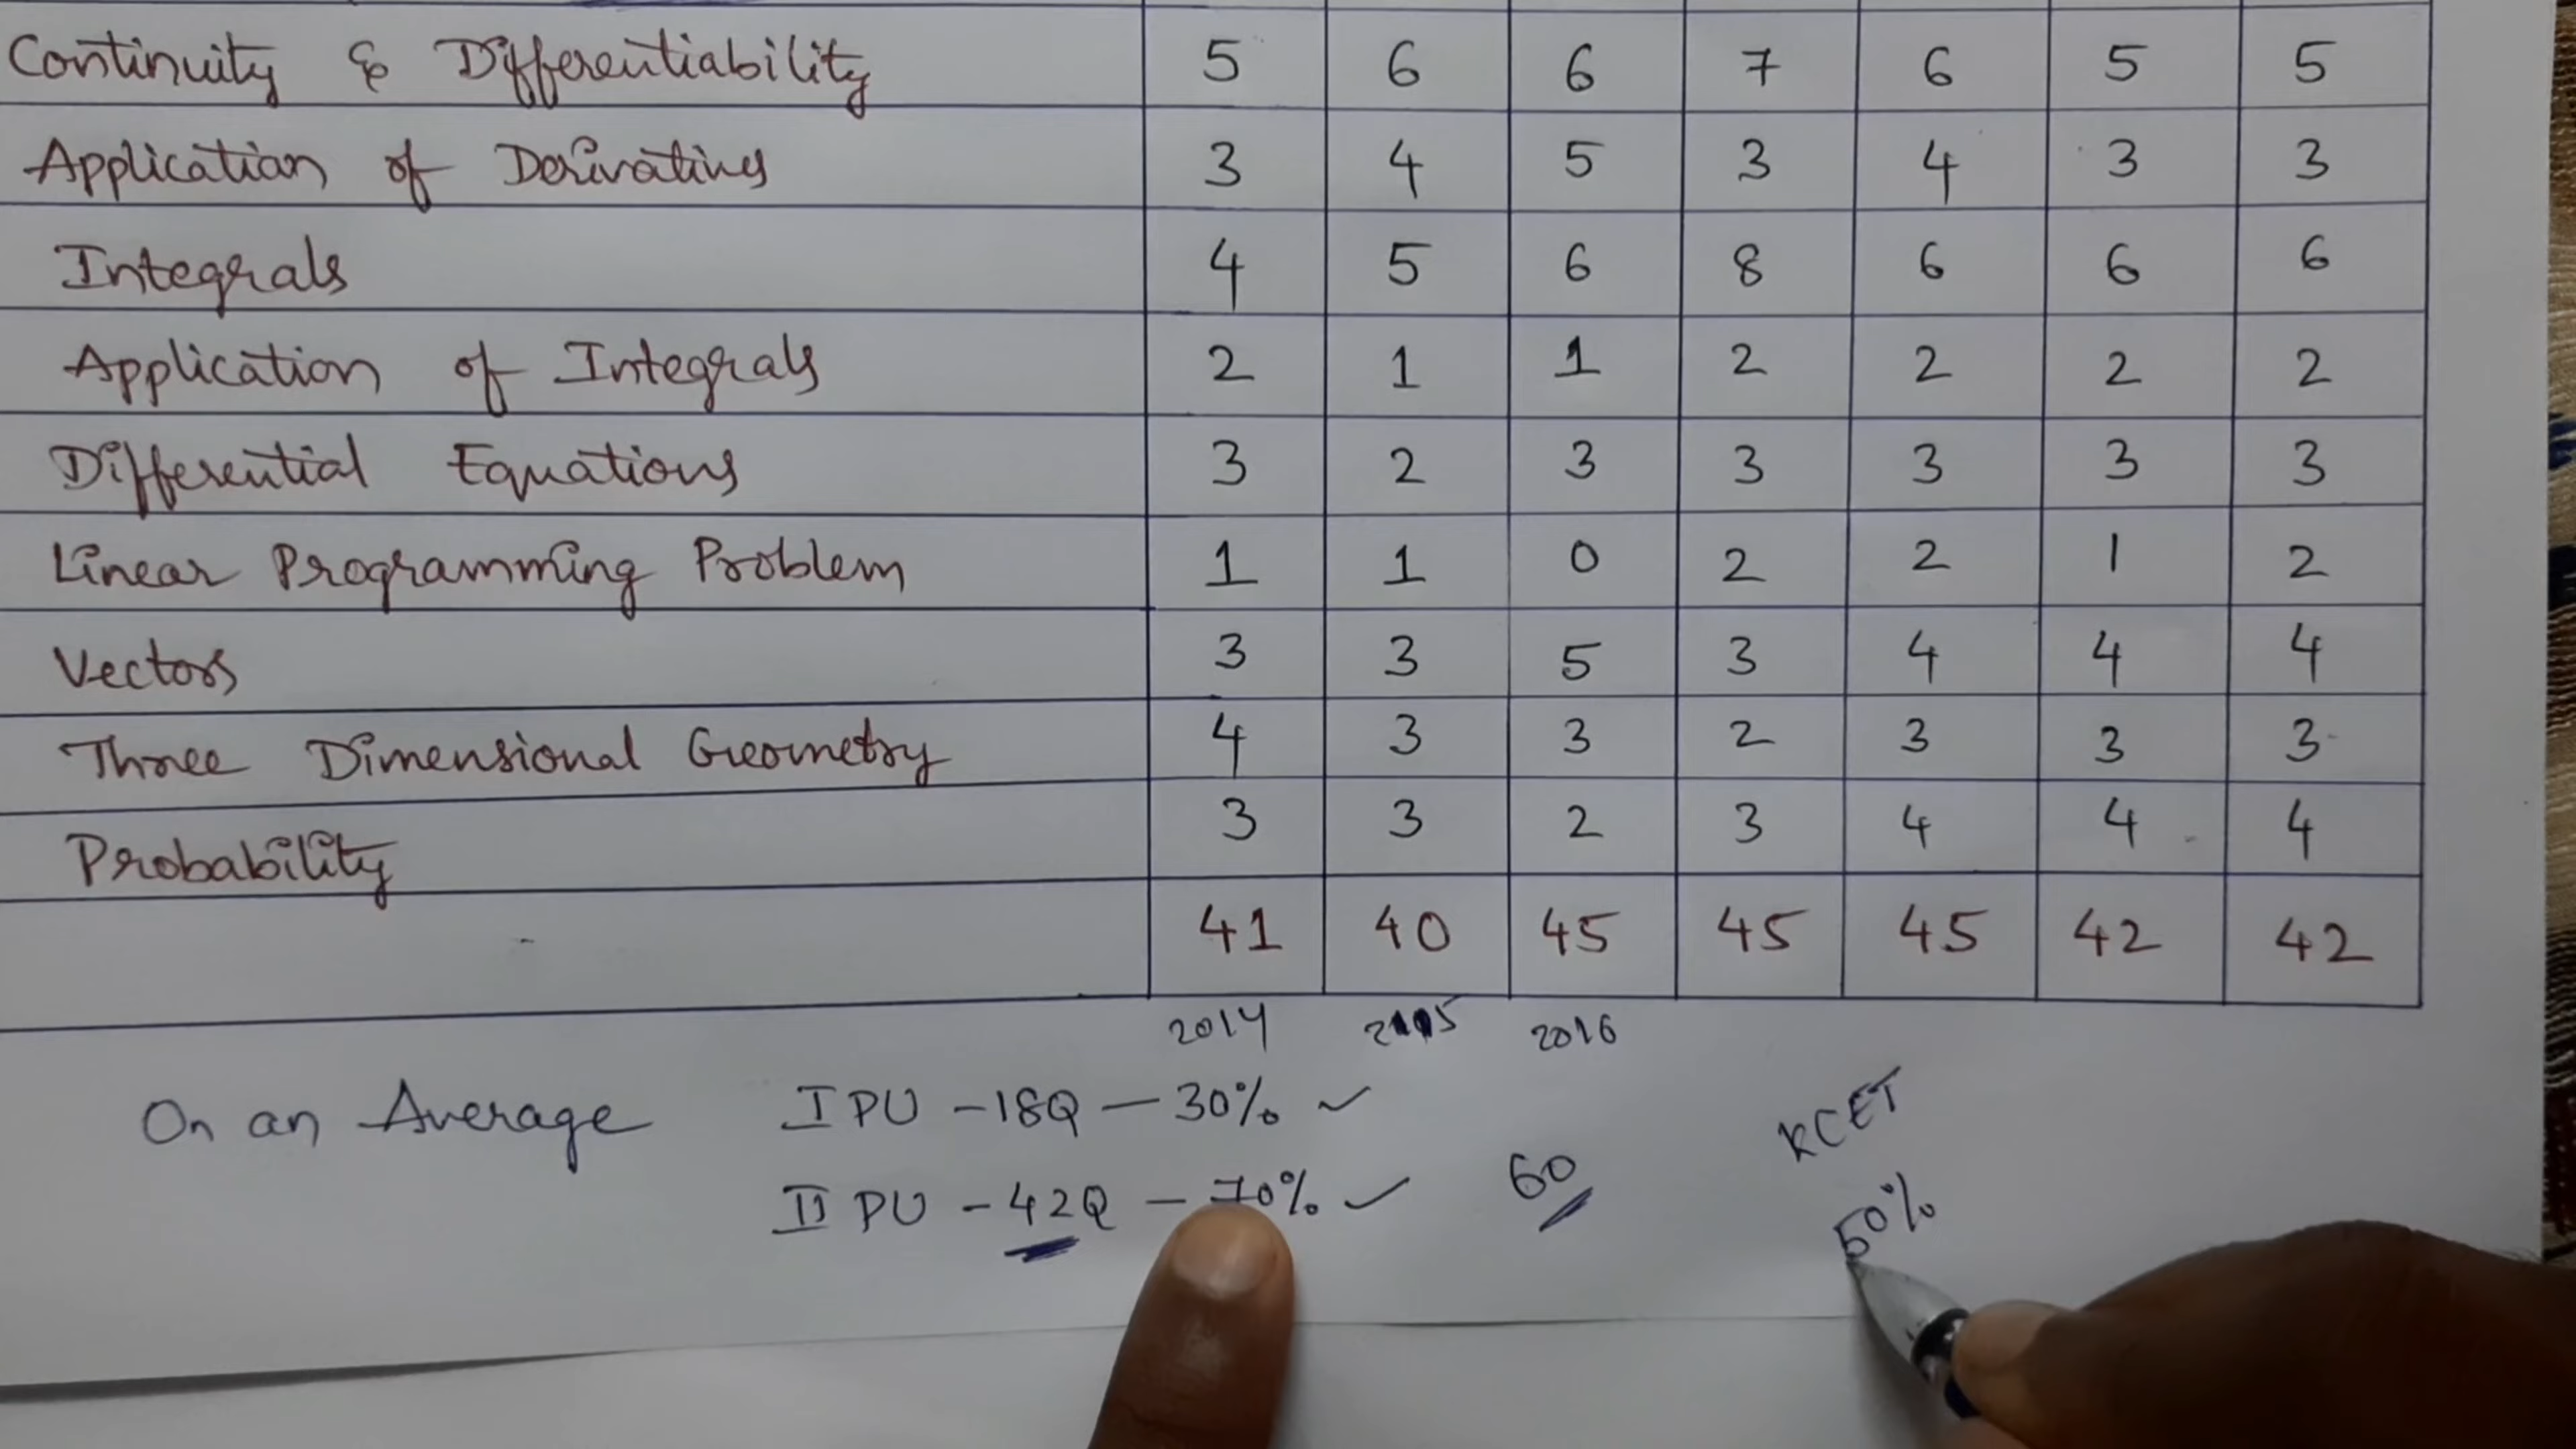 Continuity & Differentiability 5 6 6 7 6 5 5
Application of Derivatives 3 4 5 3 4 3 3
Integrals 4 5 6 8 6 6 6
Application of Integrals 2 1 1 2 2 2 2
Differential Equations 3 2 3 3 3 3 3
Linear Programming Problem 1 1 0 2 2 1 2
Vectors 3 3 5 3 4 4 4
Three Dimensional Geometry 4 3 3 2 3 3 3
Probability 3 3 2 3 4 4 4
41 40 45 45 45 42 42
2014 2015 2016
On an Average I PU - 18Q - 30% ✓
II PU - 42Q - 70% ✓ 60
KCET
50%